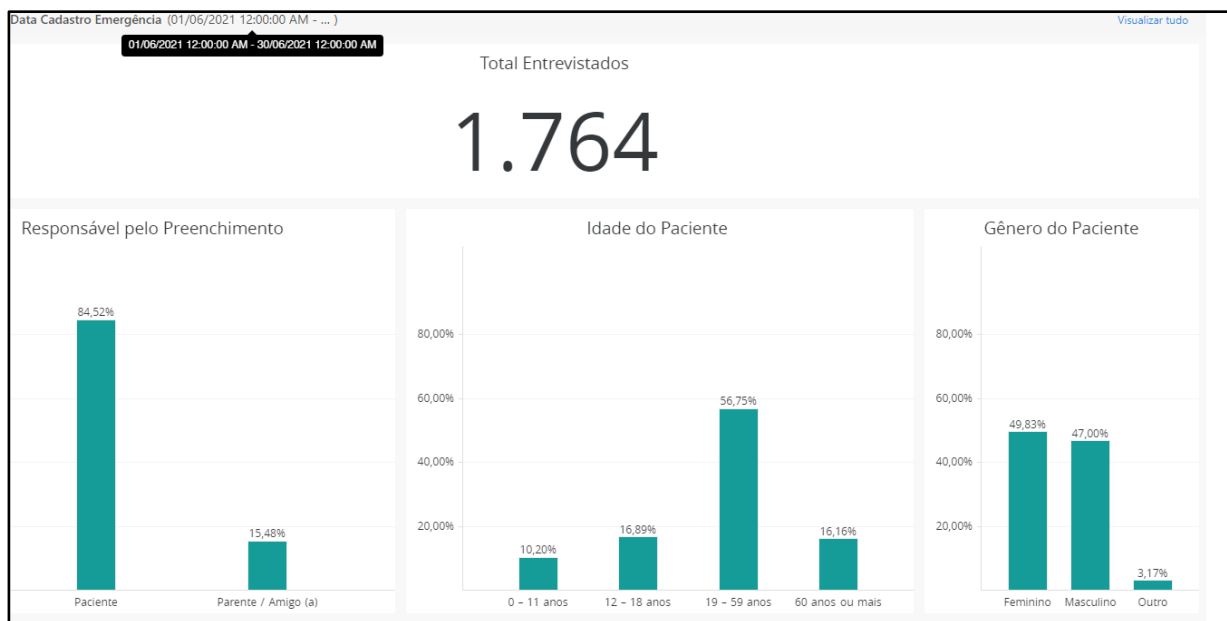 Data Cadastro Emergência (01/06/2021 12:00:00 AM - ... )
Visualizar tudo
01/06/2021 12:00:00 AM - 30/06/2021 12:00:00 AM
Total Entrevistados
1.764
Responsável pelo Preenchimento
84,52%
15,48%
Paciente
Parente / Amigo (a)
Idade do Paciente
80,00%
60,00%
40,00%
20,00%
10,20%
16,89%
56,75%
16,16%
0 – 11 anos
12 – 18 anos
19 – 59 anos
60 anos ou mais
Gênero do Paciente
80,00%
60,00%
40,00%
20,00%
49,83%
47,00%
3,17%
Feminino
Masculino
Outro